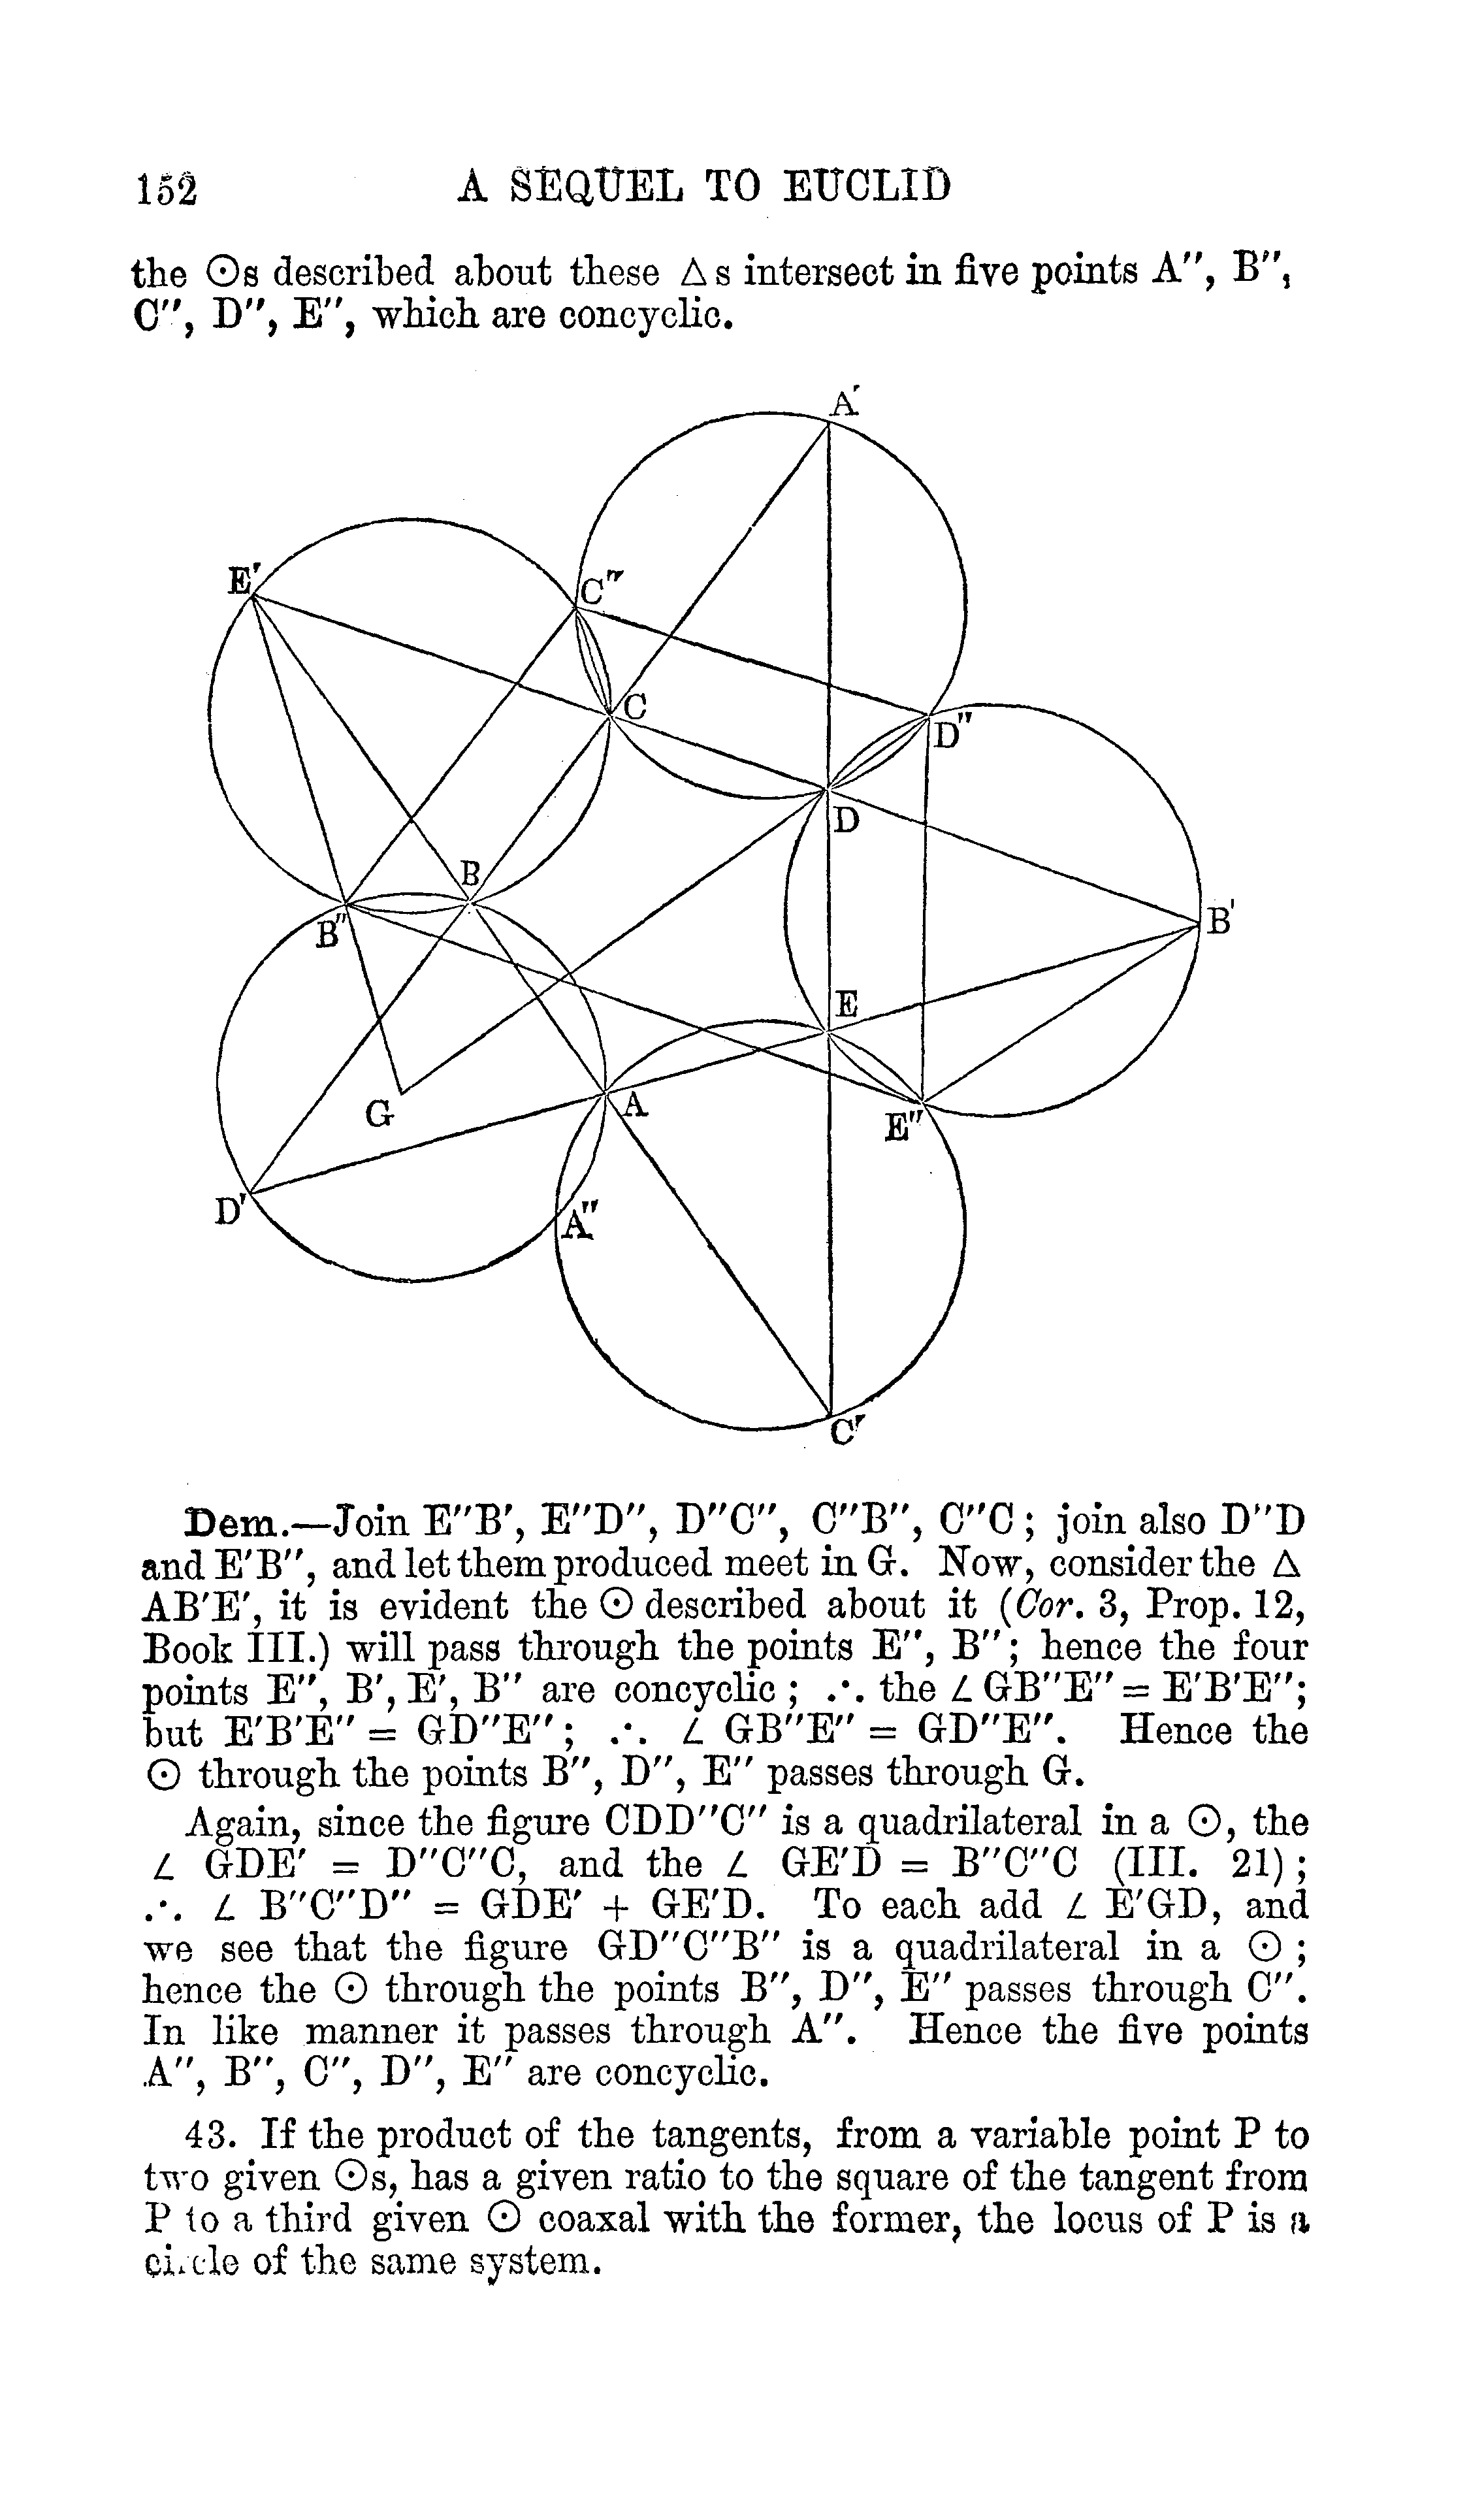 152 A SEQUEL TO EUCLID
the ⊙s described about these △s intersect in five points A″, B″,
C″, D″, E″, which are concyclic.
A′
E′
C″
C
D″
D
B
B″
B′
E
G
A
E″
D′
A″
C′
Dem.—Join E″B′, E″D″, D″C″, C″B″, C″C; join also D″D
and E′B″, and let them produced meet in G. Now, consider the △
AB′E′, it is evident the ⊙ described about it (Cor. 3, Prop. 12,
Book III.) will pass through the points E″, B″; hence the four
points E″, B′, E′, B″ are concyclic; ∴ the ∠ GB″E″ = E′B′E″;
but E′B′E″ = GD″E″; ∴ ∠ GB″E″ = GD″E″. Hence the
⊙ through the points B″, D″, E″ passes through G.
Again, since the figure CDD″C″ is a quadrilateral in a ⊙, the
∠ GDE′ = D″C″C, and the ∠ GE′D = B″C″C (III. 21);
∴ ∠ B″C″D″ = GDE′ + GE′D. To each add ∠ E′GD, and
we see that the figure GD″C″B″ is a quadrilateral in a ⊙;
hence the ⊙ through the points B″, D″, E″ passes through C″.
In like manner it passes through A″. Hence the five points
A″, B″, C″, D″, E″ are concyclic.
43. If the product of the tangents, from a variable point P to
two given ⊙s, has a given ratio to the square of the tangent from
P to a third given ⊙ coaxal with the former, the locus of P is a
circle of the same system.